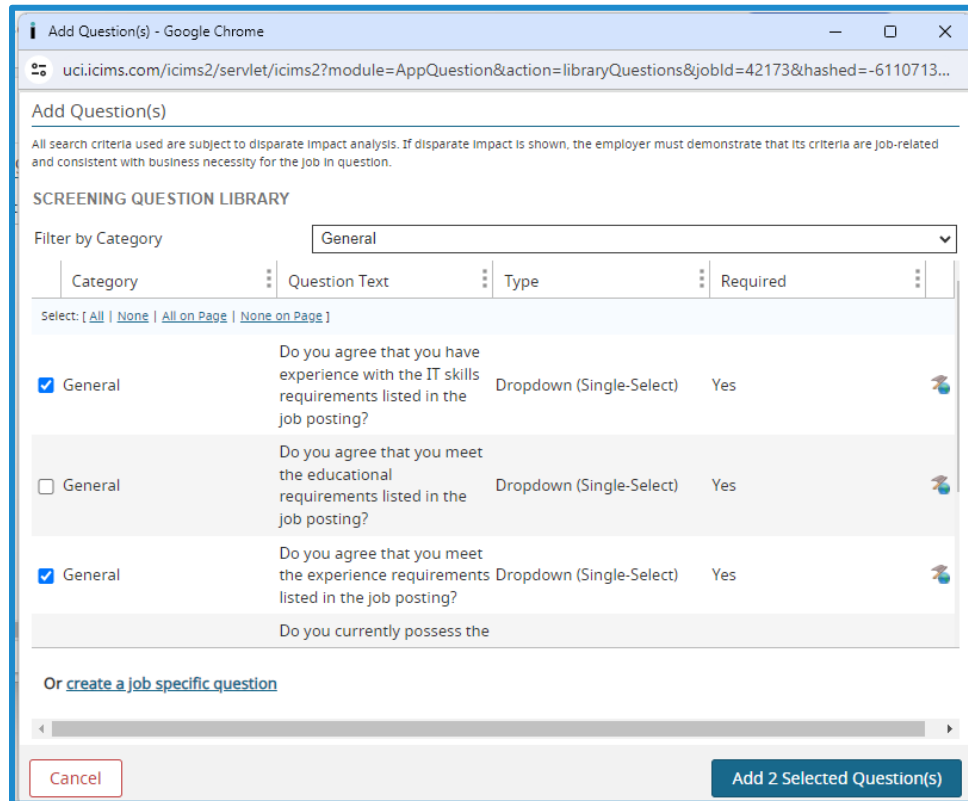 Add Question(s) - Google Chrome
uci.icims.com/icims2/servlet/icims2?module=AppQuestion&action=libraryQuestions&jobId=42173&hashed=-6110713...
Add Question(s)
All search criteria used are subject to disparate impact analysis. If disparate impact is shown, the employer must demonstrate that its criteria are job-related
and consistent with business necessity for the job in question.
SCREENING QUESTION LIBRARY
Filter by Category General
Category Question Text Type Required
Select: [ All | None | All on Page | None on Page ]
Do you agree that you have
experience with the IT skills
General requirements listed in the Dropdown (Single-Select) Yes
job posting?
Do you agree that you meet
the educational
General requirements listed in the Dropdown (Single-Select) Yes
job posting?
Do you agree that you meet
General the experience requirements Dropdown (Single-Select) Yes
listed in the job posting?
Do you currently possess the
Or create a job specific question
Cancel Add 2 Selected Question(s)